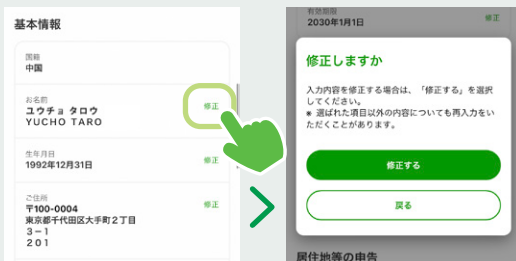 基本情報
国籍
中国
お名前
ユウチョ タロウ
YUCHO TARO
修正
生年月日
1992年12月31日
修正
ご住所
〒100-0004
東京都千代田区大手町2丁目
3−1
201
修正
有効期限
2030年1月1日
修正
修正しますか
入力内容を修正する場合は、「修正する」を選択
してください。
※ 選ばれた項目以外の内容についても再入力をい
ただくことがあります。
修正する
戻る
居住地等の申告